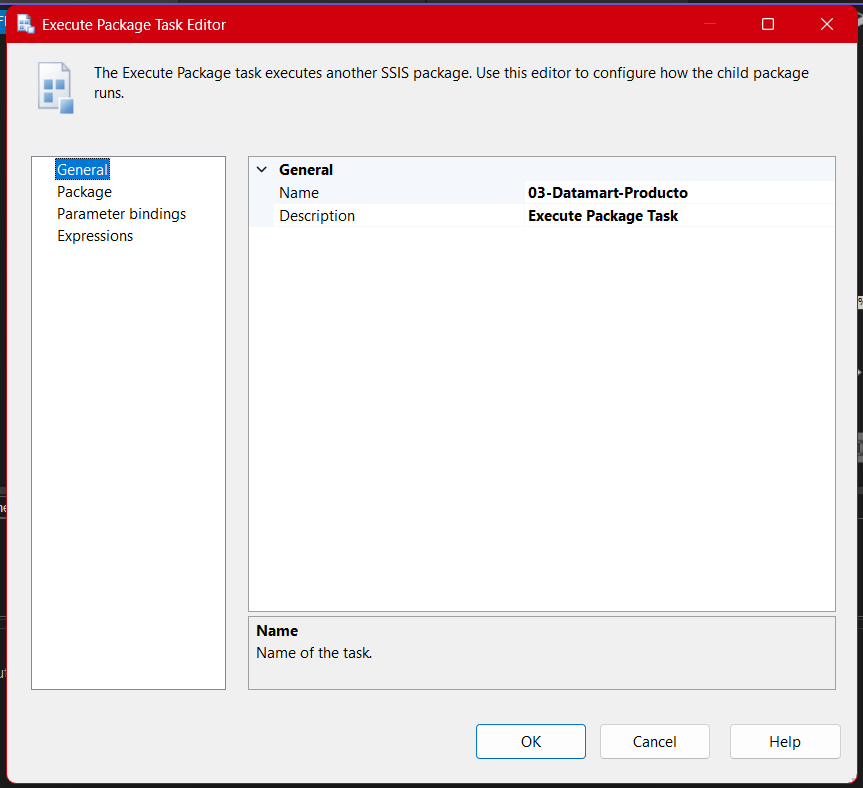 Execute Package Task Editor
The Execute Package task executes another SSIS package. Use this editor to configure how the child package
runs.
General
Package
Parameter bindings
Expressions
General
Name 03-Datamart-Producto
Description Execute Package Task
Name
Name of the task.
OK Cancel Help